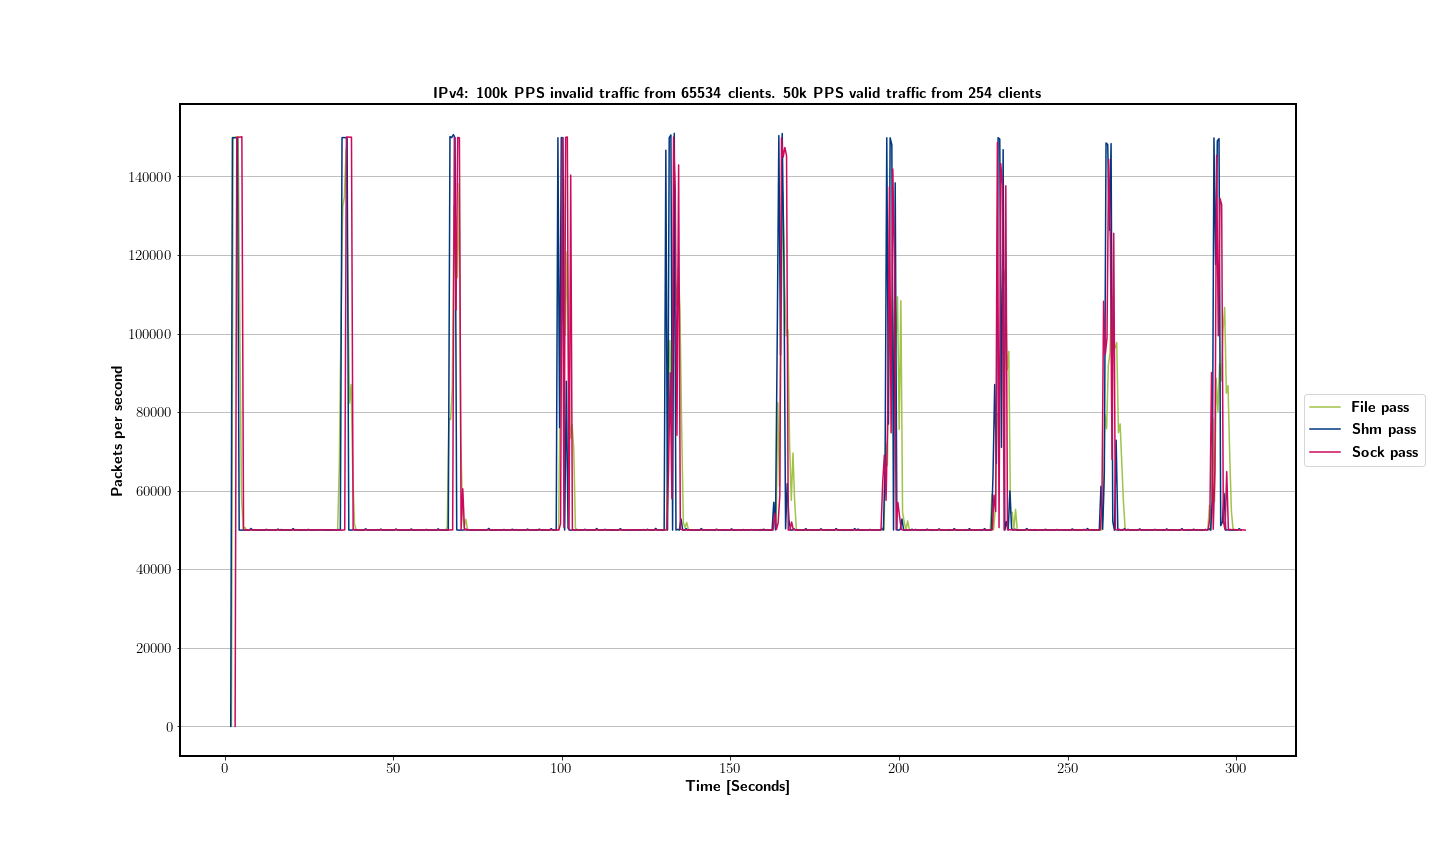 IPv4: 100k PPS invalid traffic from 65534 clients. 50k PPS valid traffic from 254 clients
Packets per second
140000
120000
100000
80000
60000
40000
20000
0
0 50 100 150 200 250 300
Time [Seconds]
File pass
Shm pass
Sock pass